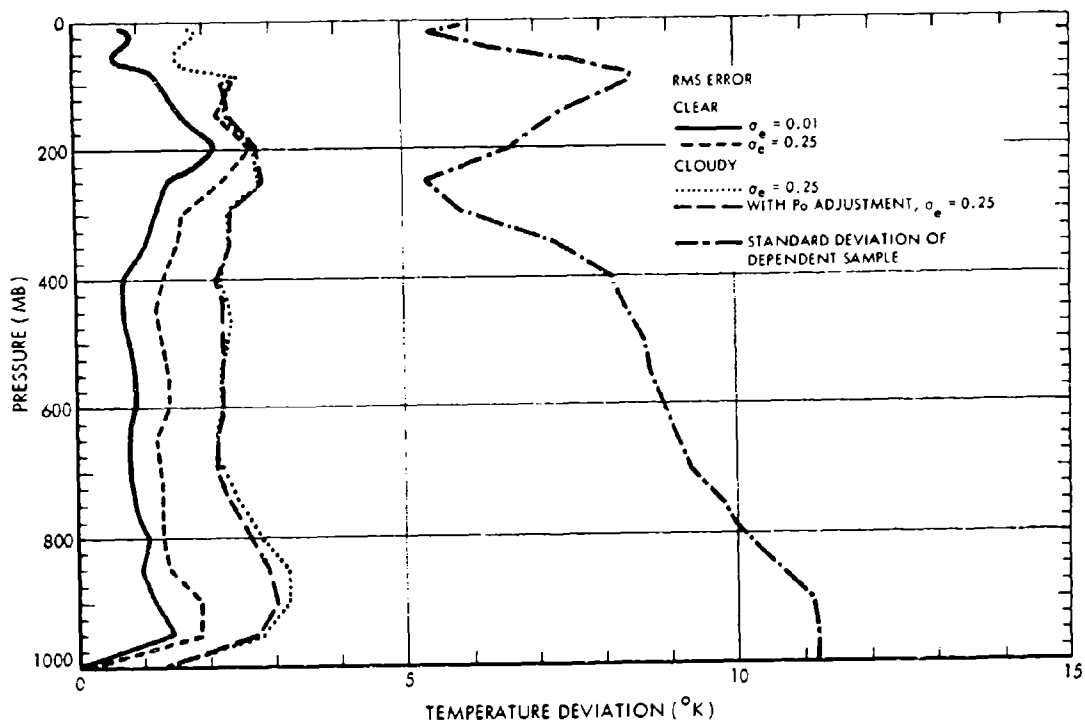 0
200
400
600
800
1000
PRESSURE (MB)
RMS ERROR
CLEAR
σe = 0.01
σe = 0.25
CLOUDY
σe = 0.25
WITH Po ADJUSTMENT, σe = 0.25
STANDARD DEVIATION OF
DEPENDENT SAMPLE
0
5
10
15
TEMPERATURE DEVIATION (°K)